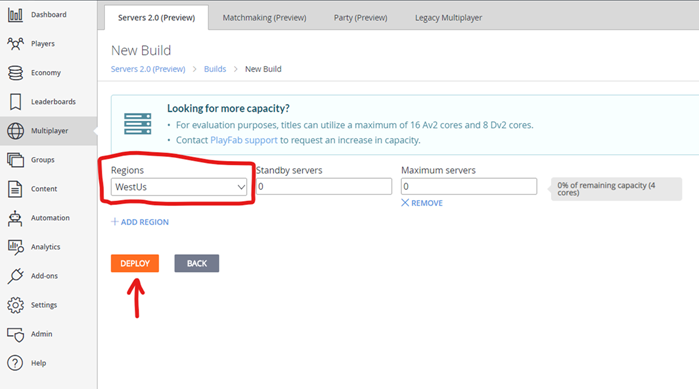 Dashboard
Players
Economy
Leaderboards
Multiplayer
Groups
Content
Automation
Analytics
Add-ons
Settings
Admin
Help
Servers 2.0 (Preview)
Matchmaking (Preview)
Party (Preview)
Legacy Multiplayer
New Build
Servers 2.0 (Preview) > Builds > New Build
Looking for more capacity?
• For evaluation purposes, titles can utilize a maximum of 16 Av2 cores and 8 Dv2 cores.
• Contact PlayFab support to request an increase in capacity.
Regions
Standby servers
Maximum servers
WestUs
0
0
0% of remaining capacity (4
cores)
REMOVE
+ ADD REGION
DEPLOY
BACK